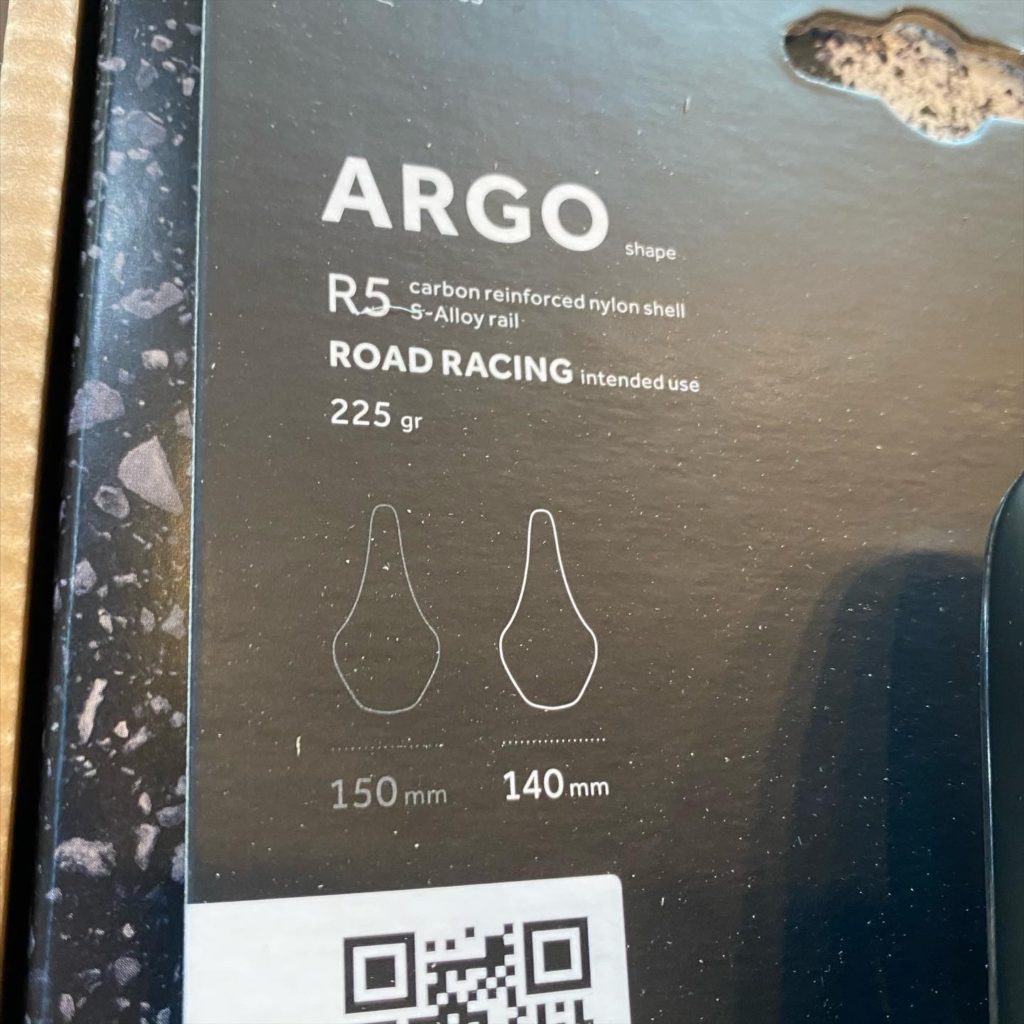 ARGO shape
R5 carbon reinforced nylon shell
S-Alloy rail
ROAD RACING intended use
225 gr
150 mm 140 mm